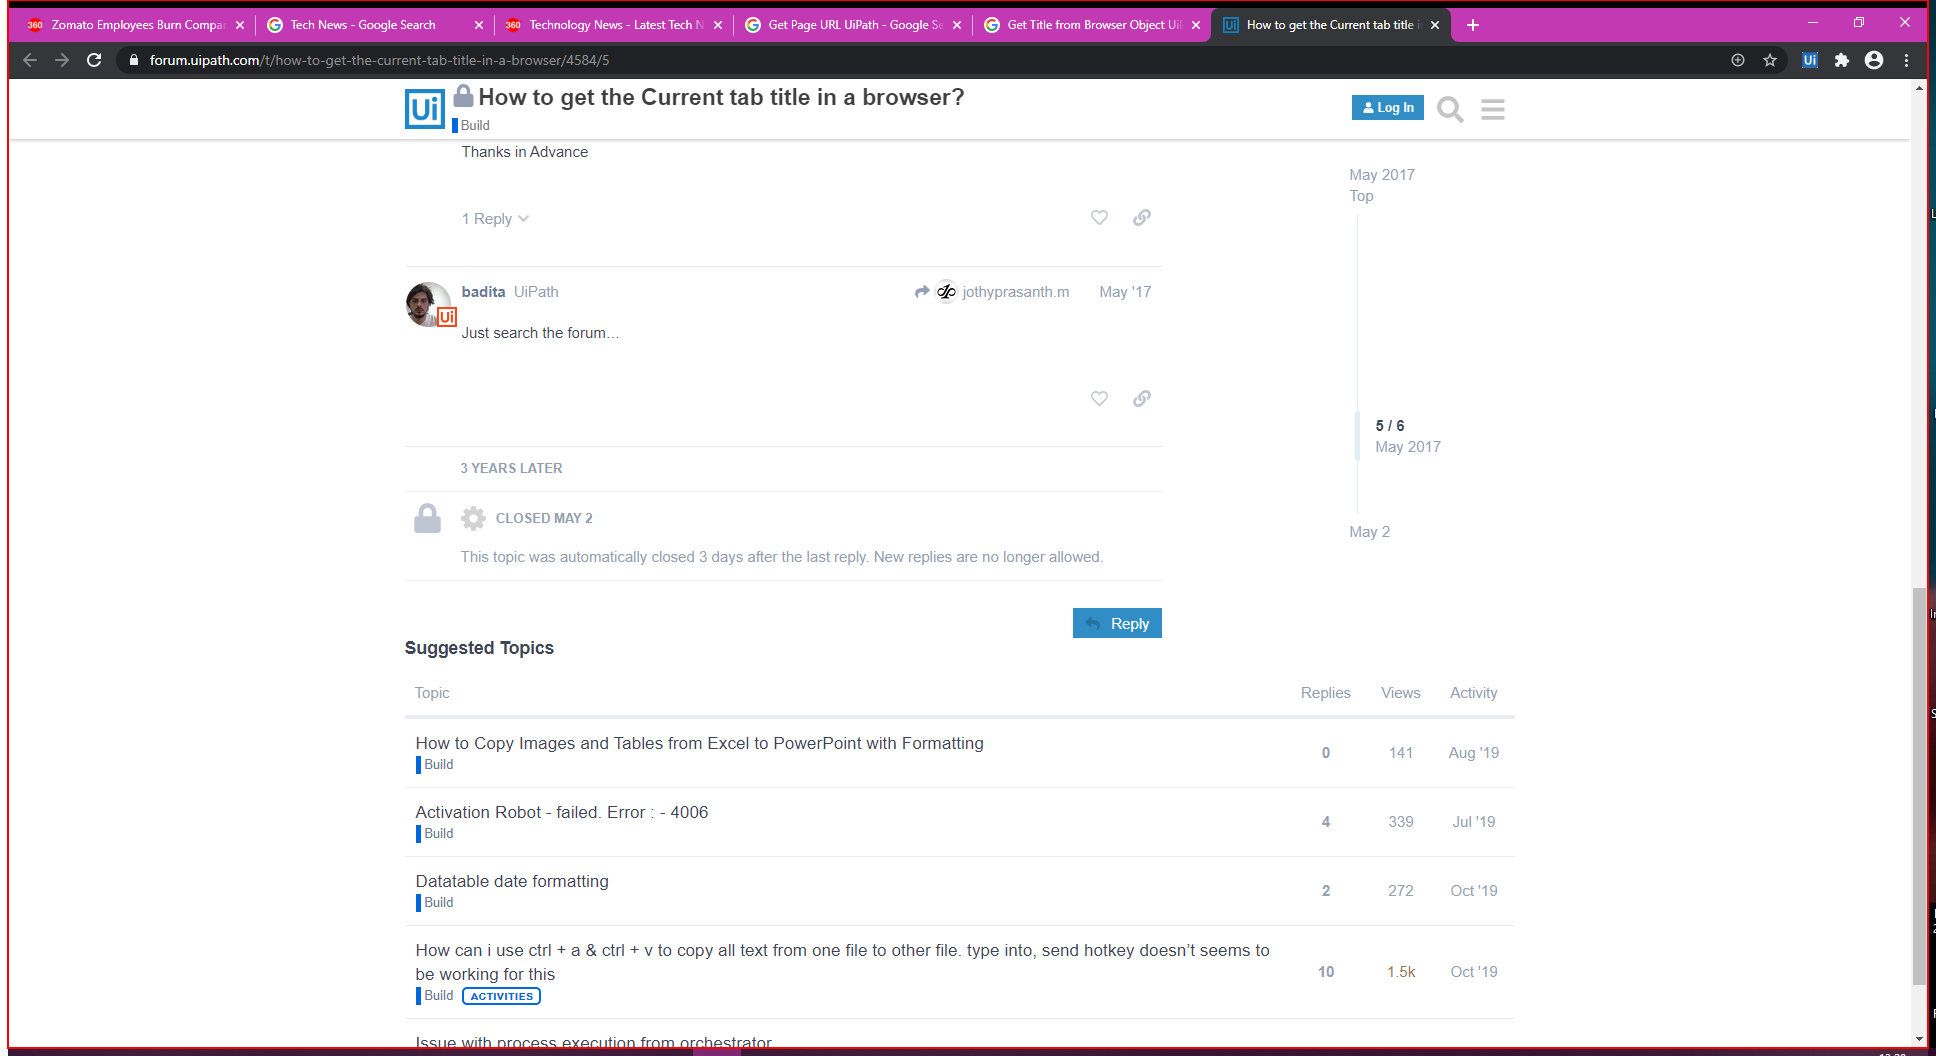 Zomato Employees Burn Compa
Tech News - Google Search
Technology News - Latest Tech N
Get Page URL UiPath - Google Se
Get Title from Browser Object Ui
How to get the Current tab title i
forum.uipath.com/t/how-to-get-the-current-tab-title-in-a-browser/4584/5
Ui
Ui
How to get the Current tab title in a browser?
Build
Log In
Thanks in Advance
May 2017
Top
1 Reply
badita UiPath
jothyprasanth.m
May '17
Ui
Just search the forum…
5 / 6
May 2017
3 YEARS LATER
CLOSED MAY 2
This topic was automatically closed 3 days after the last reply. New replies are no longer allowed.
May 2
Reply
Suggested Topics
Topic Replies Views Activity
How to Copy Images and Tables from Excel to PowerPoint with Formatting
Build
0 141 Aug '19
Activation Robot - failed. Error : - 4006
Build
4 339 Jul '19
Datatable date formatting
Build
2 272 Oct '19
How can i use ctrl + a & ctrl + v to copy all text from one file to other file. type into, send hotkey doesn’t seems to
be working for this
Build ACTIVITIES
10 1.5k Oct '19
Issue with process execution from orchestrator